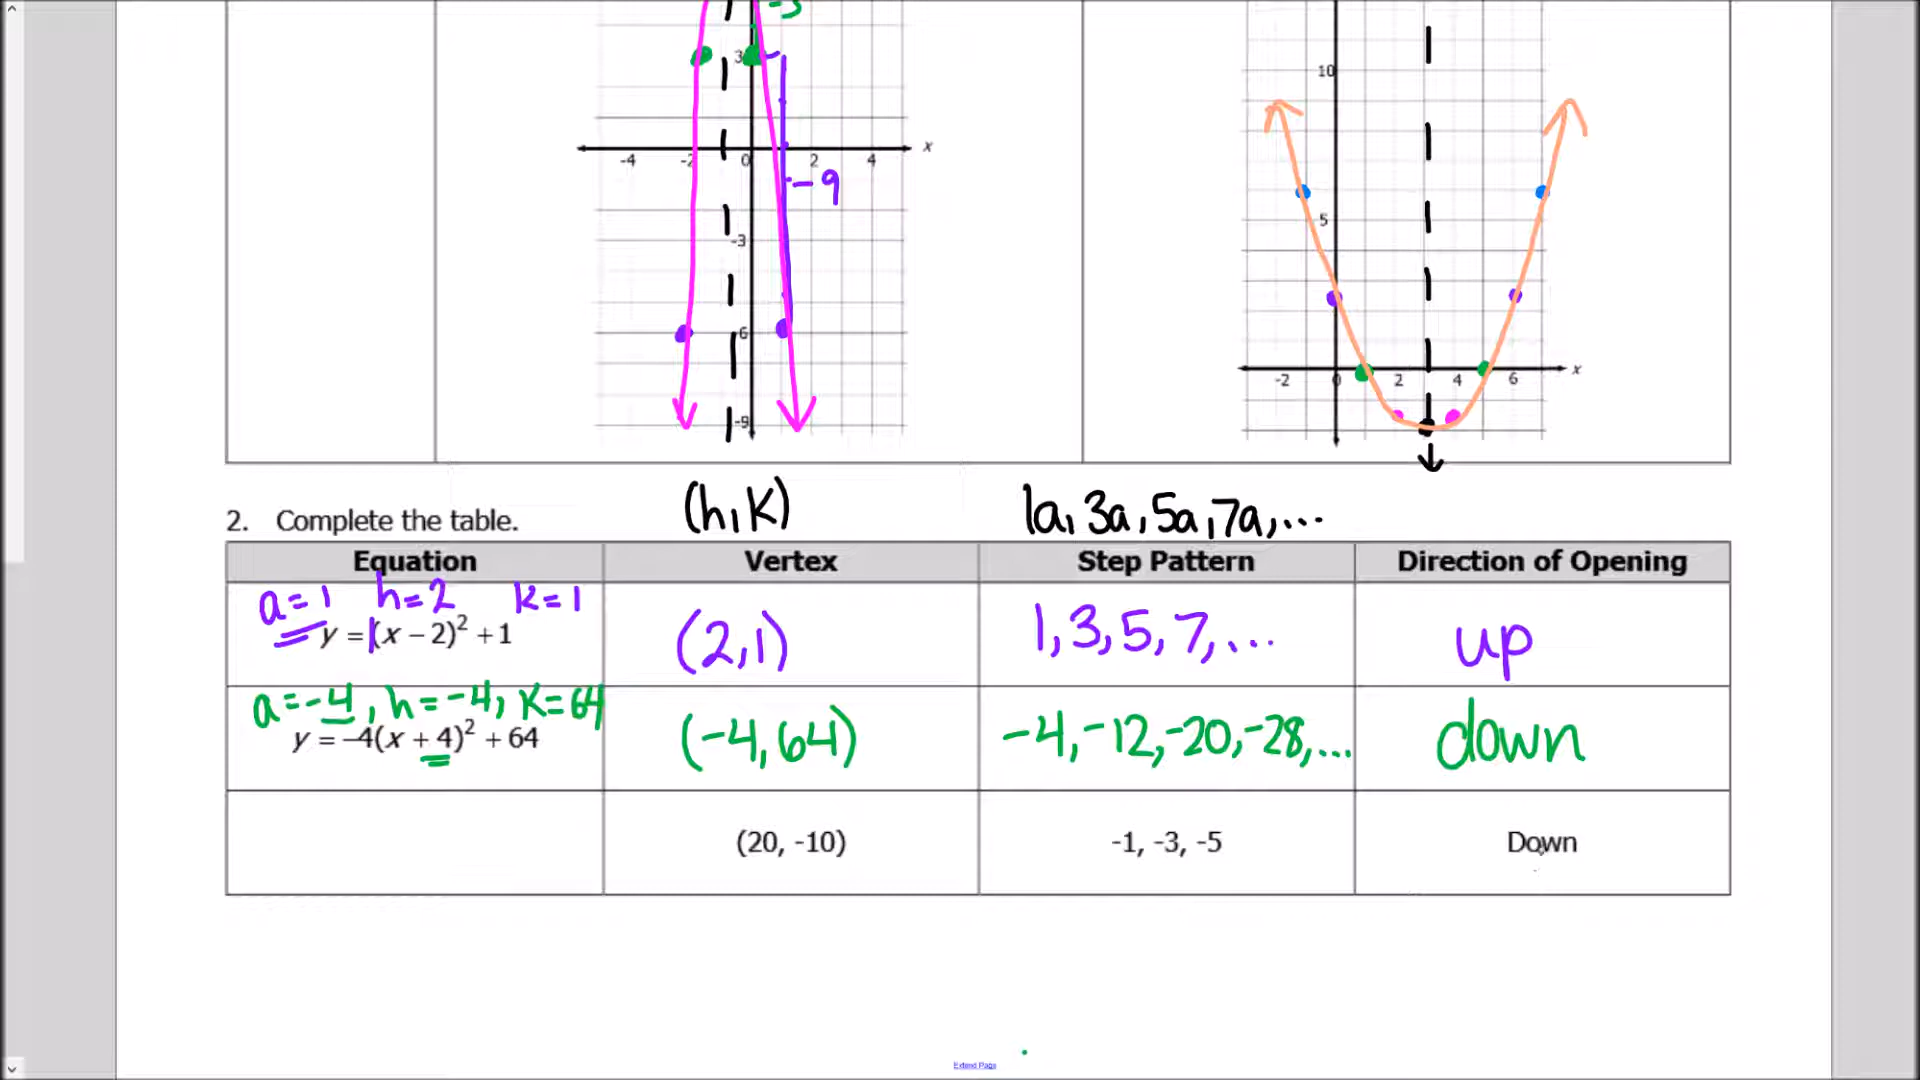 -3
3
-4 -2 0 2 4 x
-9
-3
-6
-9
10
5
-2 0 2 4 6 x
(h, k)
1a, 3a, 5a, 7a, ...
2. Complete the table.
Equation Vertex Step Pattern Direction of Opening
a=1 h=2 k=1
y = 1(x − 2)² + 1 (2,1) 1, 3, 5, 7, ... up
a=-4, h=-4, k=64
y = −4(x + 4)² + 64 (-4, 64) -4, -12, -20, -28, ... down
(20, -10) -1, -3, -5 Down
Extend Page